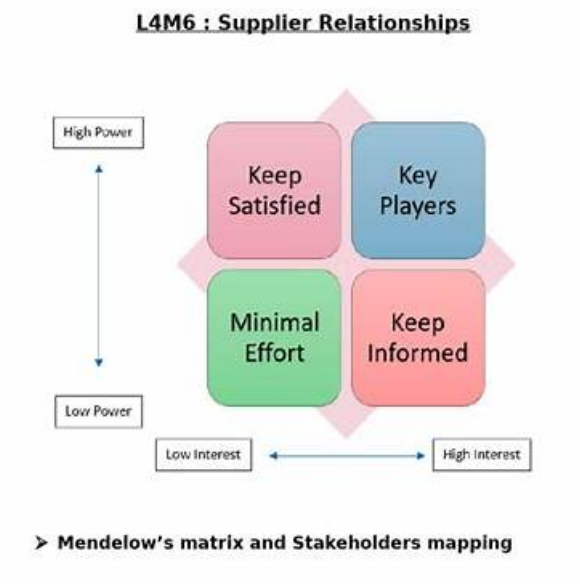 L4M6 : Supplier Relationships
High Power
Keep
Satisfied
Key
Players
Minimal
Effort
Keep
Informed
Low Power
Low Interest
High Interest
➤ Mendelow’s matrix and Stakeholders mapping